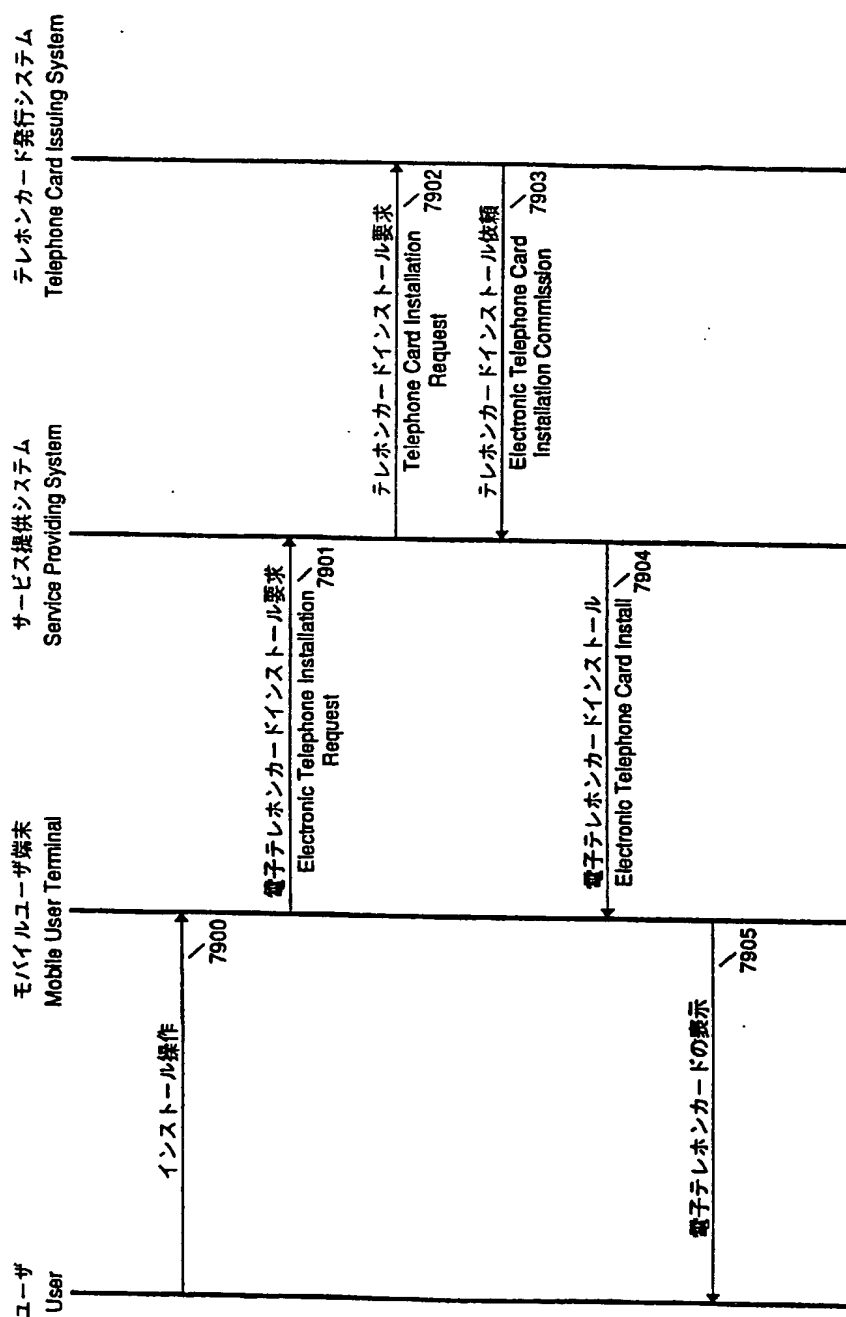 ユーザ
User
モバイルユーザ端末
Mobile User Terminal
サービス提供システム
Service Providing System
テレホンカード発行システム
Telephone Card Issuing System
インストール操作
7900
電子テレホンカードインストール要求
7901
Electronic Telephone Installation
Request
テレホンカードインストール要求
7902
Telephone Card Installation
Request
テレホンカードインストール依頼
7903
Electronic Telephone Card
Installation Commission
電子テレホンカードインストール
7904
Electronic Telephone Card Install
電子テレホンカードの表示
7905